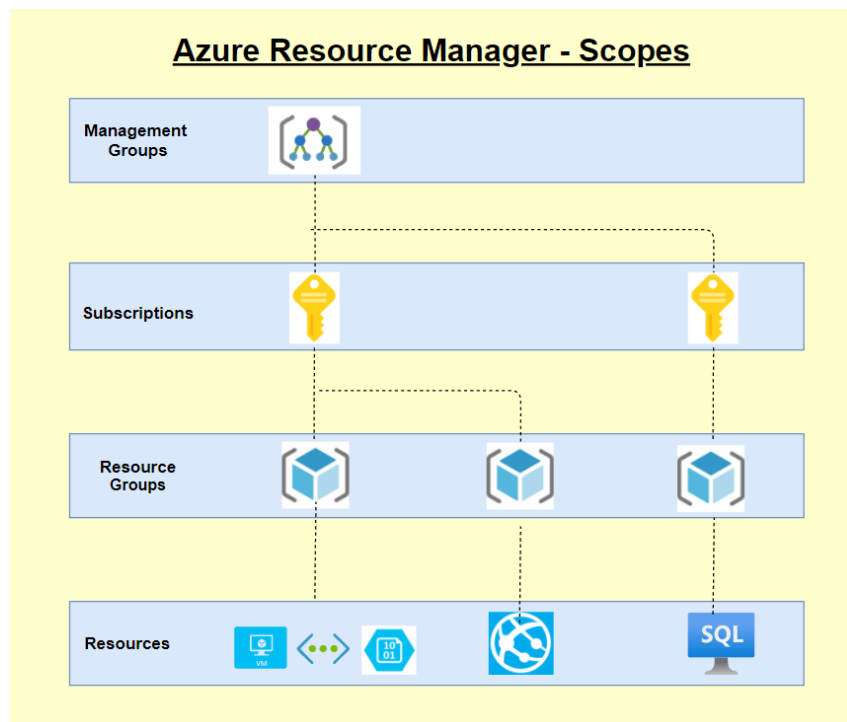 Azure Resource Manager - Scopes
Management
Groups
Subscriptions
Resource
Groups
Resources
VM
10
01
SQL